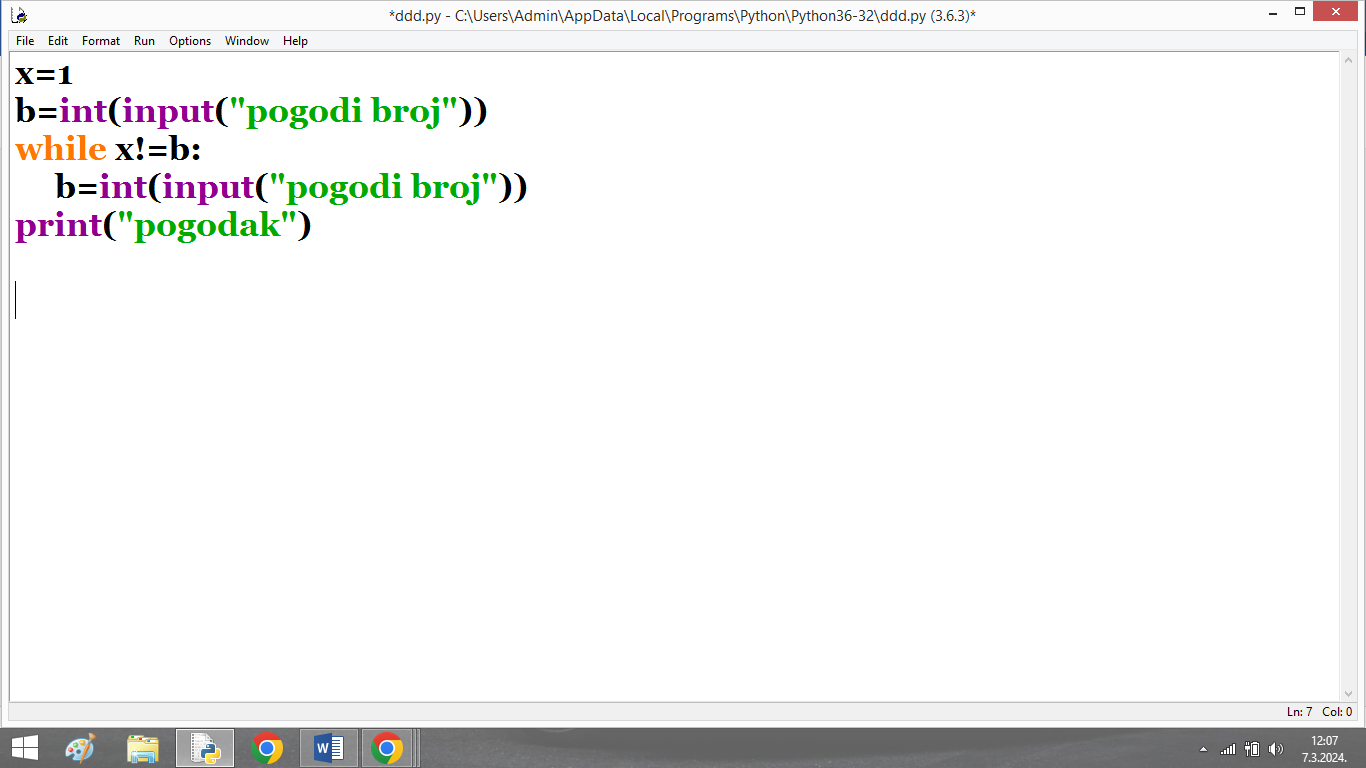 *ddd.py - C:\Users\Admin\AppData\Local\Programs\Python\Python36-32\ddd.py (3.6.3)*
File Edit Format Run Options Window Help
x=1
b=int(input("pogodi broj"))
while x!=b:
    b=int(input("pogodi broj"))
print("pogodak")
Ln: 7 Col: 0
12:07
7.3.2024.